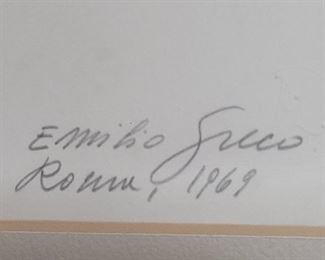 Emilio Greco
Roma, 1969